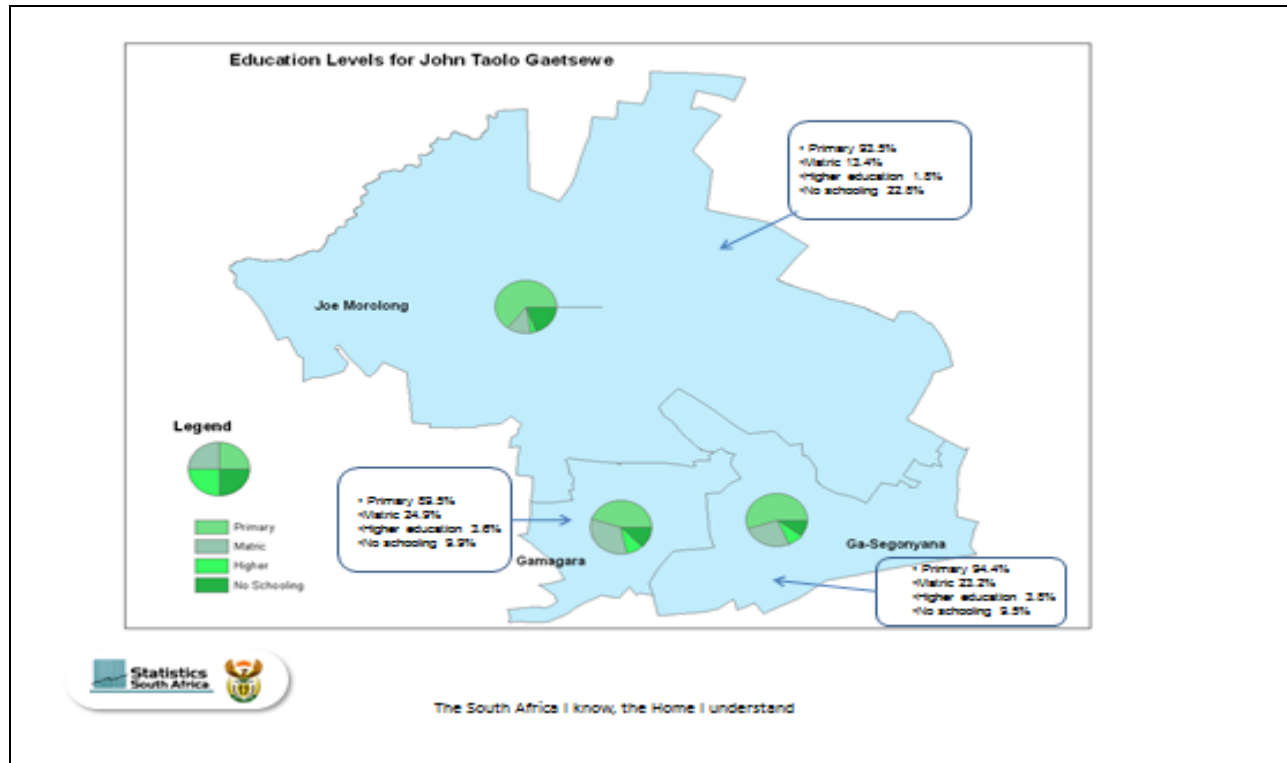 Education Levels for John Taolo Gaetsewe
• Primary 93.5%
•Matric 13.4%
•Higher education 1.8%
•No schooling 22.8%
Joe Morolong
Legend
Primary
Matric
Higher
No Schooling
• Primary 89.5%
•Matric 24.9%
•Higher education 3.6%
•No schooling 9.9%
Gamagara
Ga-Segonyana
• Primary 94.4%
•Matric 23.2%
•Higher education 3.8%
•No schooling 9.5%
Statistics
South Africa
The South Africa I know, the Home I understand